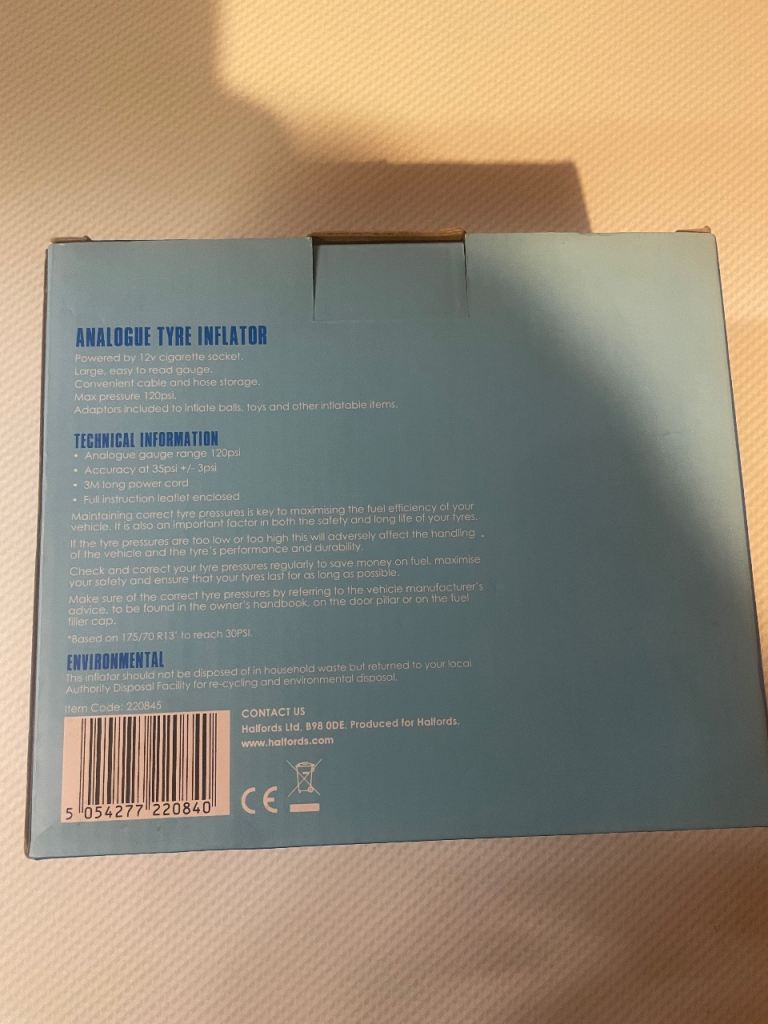 ANALOGUE TYRE INFLATOR
Powered by 12v cigarette socket.
Large, easy to read gauge.
Convenient cable and hose storage.
Max pressure 120psi.
Adaptors included to inflate balls, toys and other inflatable items.
TECHNICAL INFORMATION
• Analogue gauge range 120psi
• Accuracy at 35psi +/- 3psi
• 3M long power cord
• Full instruction leaflet enclosed
Maintaining correct tyre pressures is key to maximising the fuel efficiency of your
vehicle. It is also an important factor in both the safety and long life of your tyres.
If the tyre pressures are too low or too high this will adversely affect the handling
of the vehicle and the tyre's performance and durability.
Check and correct your tyre pressures regularly to save money on fuel, maximise
your safety and ensure that your tyres last for as long as possible.
Make sure of the correct tyre pressures by referring to the vehicle manufacturer's
advice, to be found in the owner's handbook, on the door pillar or on the fuel
filler cap.
*Based on 175/70 R13' to reach 30PSI.
ENVIRONMENTAL
This inflator should not be disposed of in household waste but returned to your local
Authority Disposal Facility for re-cycling and environmental disposal.
Item Code: 220845
CONTACT US
Halfords Ltd, B98 0DE. Produced for Halfords.
www.halfords.com
5 054277 220840
CE